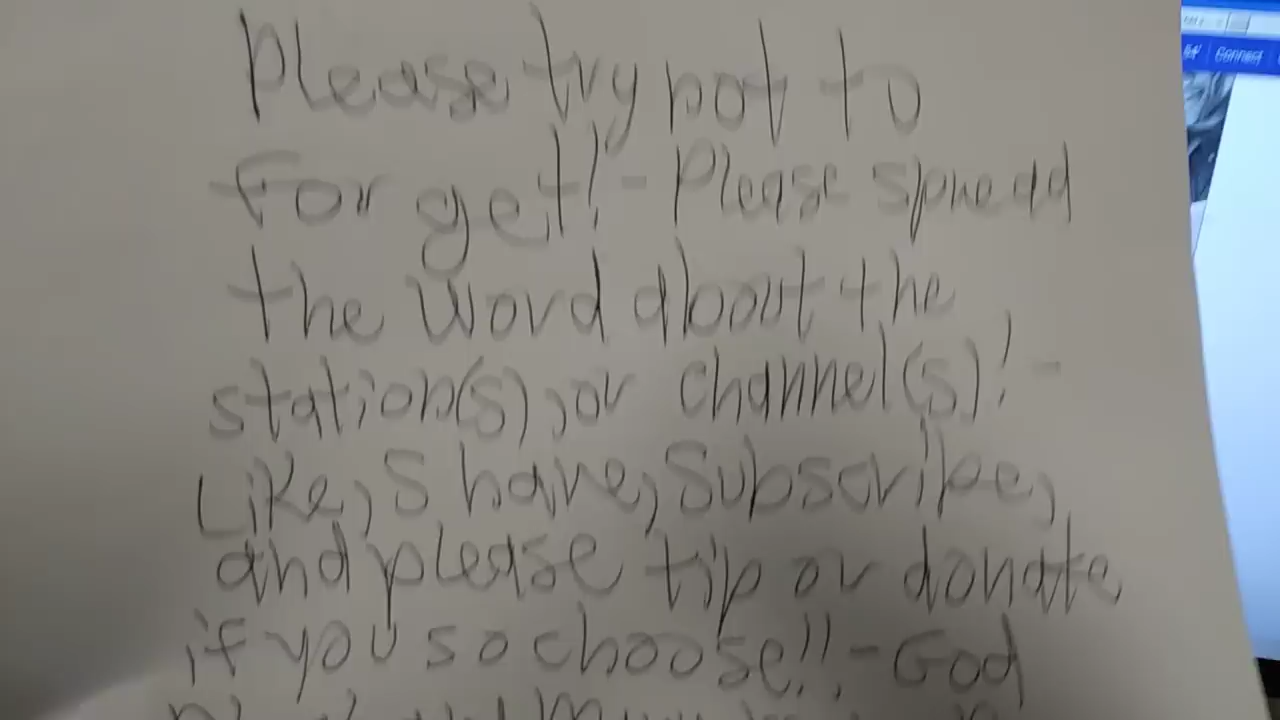 Please try not to
Forget! - Please spread
the Word about the
station(s), or channel(s)! -
Like, Share, Subscribe,
and please tip or donate
if you so choose!! - God
Connect